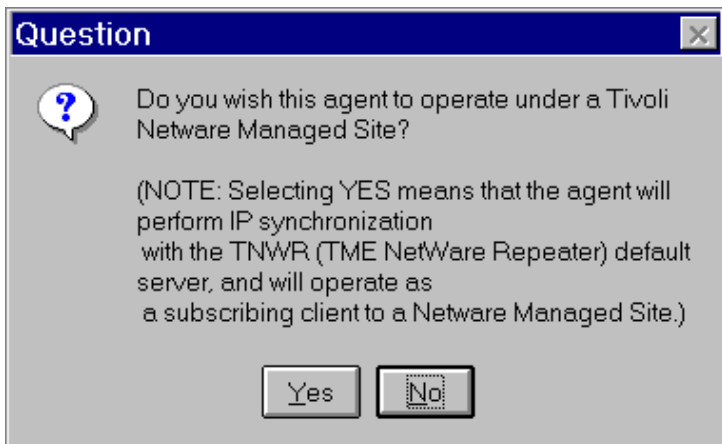 Question
Do you wish this agent to operate under a Tivoli
Netware Managed Site?
(NOTE: Selecting YES means that the agent will
perform IP synchronization
with the TNWR (TME NetWare Repeater) default
server, and will operate as
a subscribing client to a Netware Managed Site.)
Yes
No